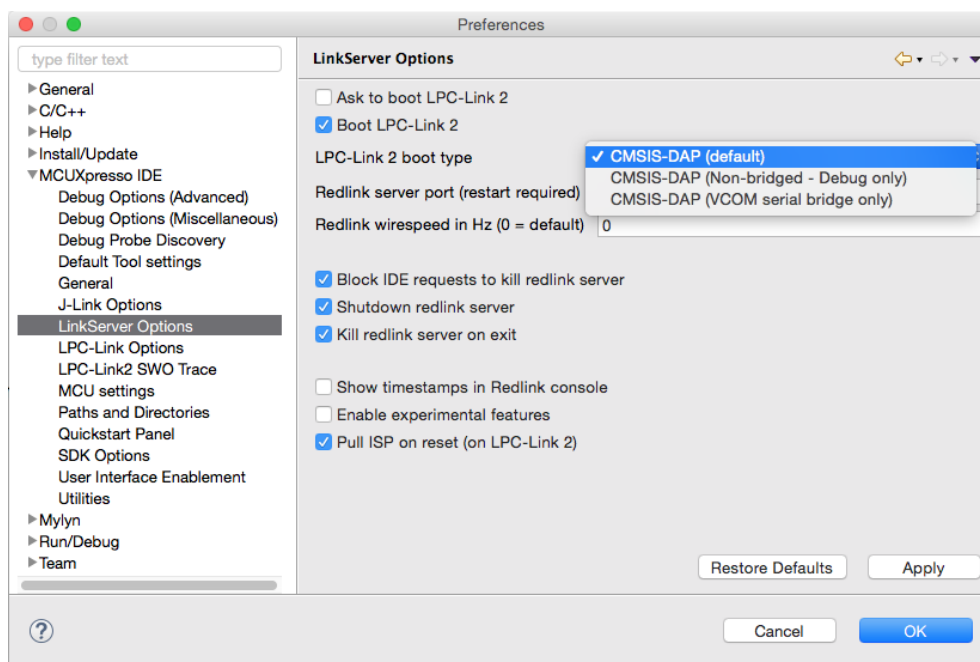 Preferences
type filter text
General
C/C++
Help
Install/Update
MCUXpresso IDE
Debug Options (Advanced)
Debug Options (Miscellaneous)
Debug Probe Discovery
Default Tool settings
General
J-Link Options
LinkServer Options
LPC-Link Options
LPC-Link2 SWO Trace
MCU settings
Paths and Directories
Quickstart Panel
SDK Options
User Interface Enablement
Utilities
Mylyn
Run/Debug
Team
LinkServer Options
Ask to boot LPC-Link 2
Boot LPC-Link 2
LPC-Link 2 boot type
CMSIS-DAP (default)
CMSIS-DAP (Non-bridged - Debug only)
CMSIS-DAP (VCOM serial bridge only)
Redlink server port (restart required)
Redlink wirespeed in Hz (0 = default) 0
Block IDE requests to kill redlink server
Shutdown redlink server
Kill redlink server on exit
Show timestamps in Redlink console
Enable experimental features
Pull ISP on reset (on LPC-Link 2)
Restore Defaults Apply
? Cancel OK